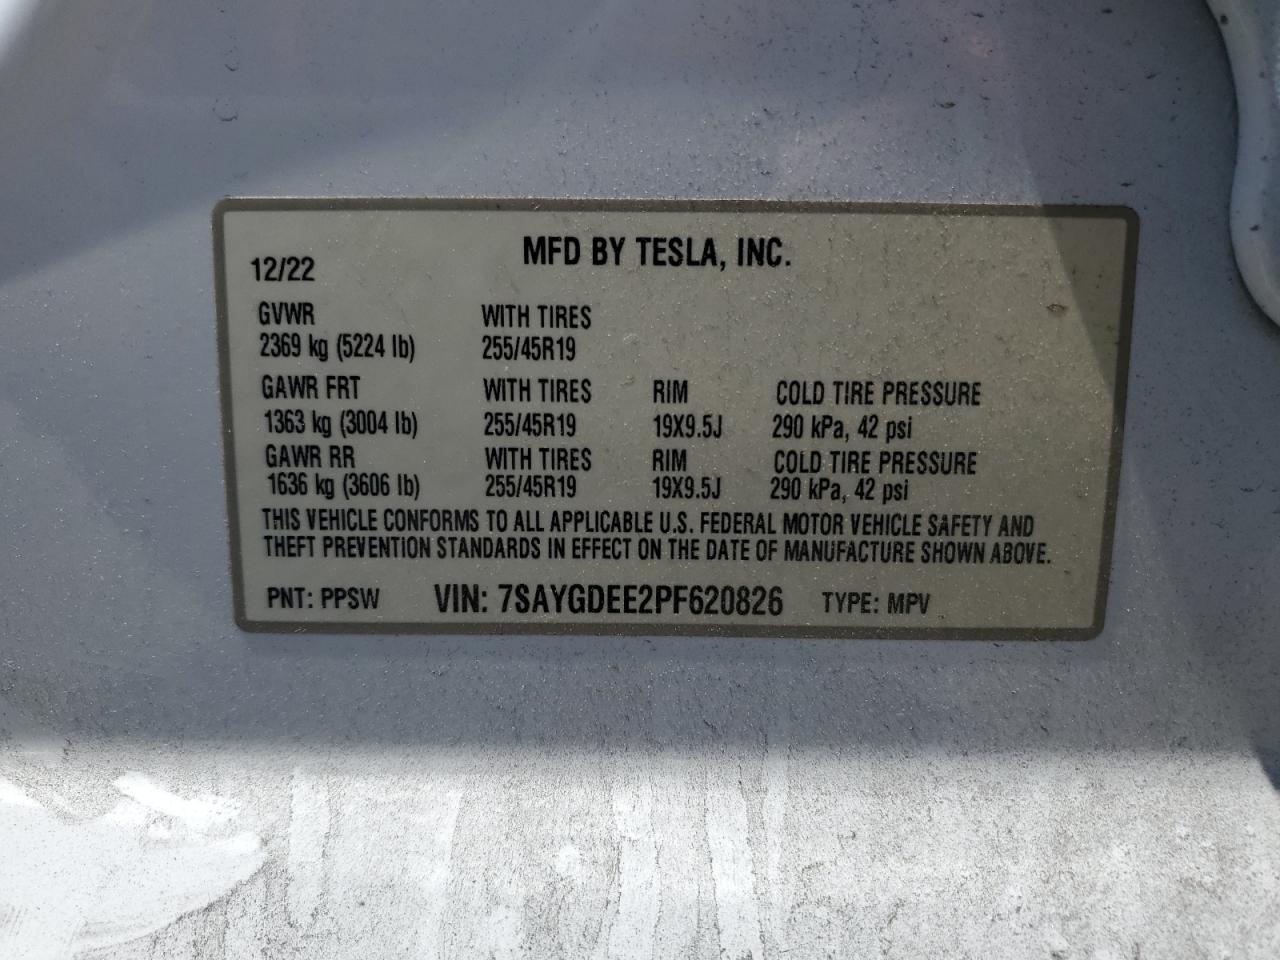 MFD BY TESLA, INC.
12/22
GVWR WITH TIRES
2369 kg (5224 lb) 255/45R19
GAWR FRT WITH TIRES RIM COLD TIRE PRESSURE
1363 kg (3004 lb) 255/45R19 19X9.5J 290 kPa, 42 psi
GAWR RR WITH TIRES RIM COLD TIRE PRESSURE
1636 kg (3606 lb) 255/45R19 19X9.5J 290 kPa, 42 psi
THIS VEHICLE CONFORMS TO ALL APPLICABLE U.S. FEDERAL MOTOR VEHICLE SAFETY AND
THEFT PREVENTION STANDARDS IN EFFECT ON THE DATE OF MANUFACTURE SHOWN ABOVE.
PNT: PPSW VIN: 7SAYGDEE2PF620826 TYPE: MPV